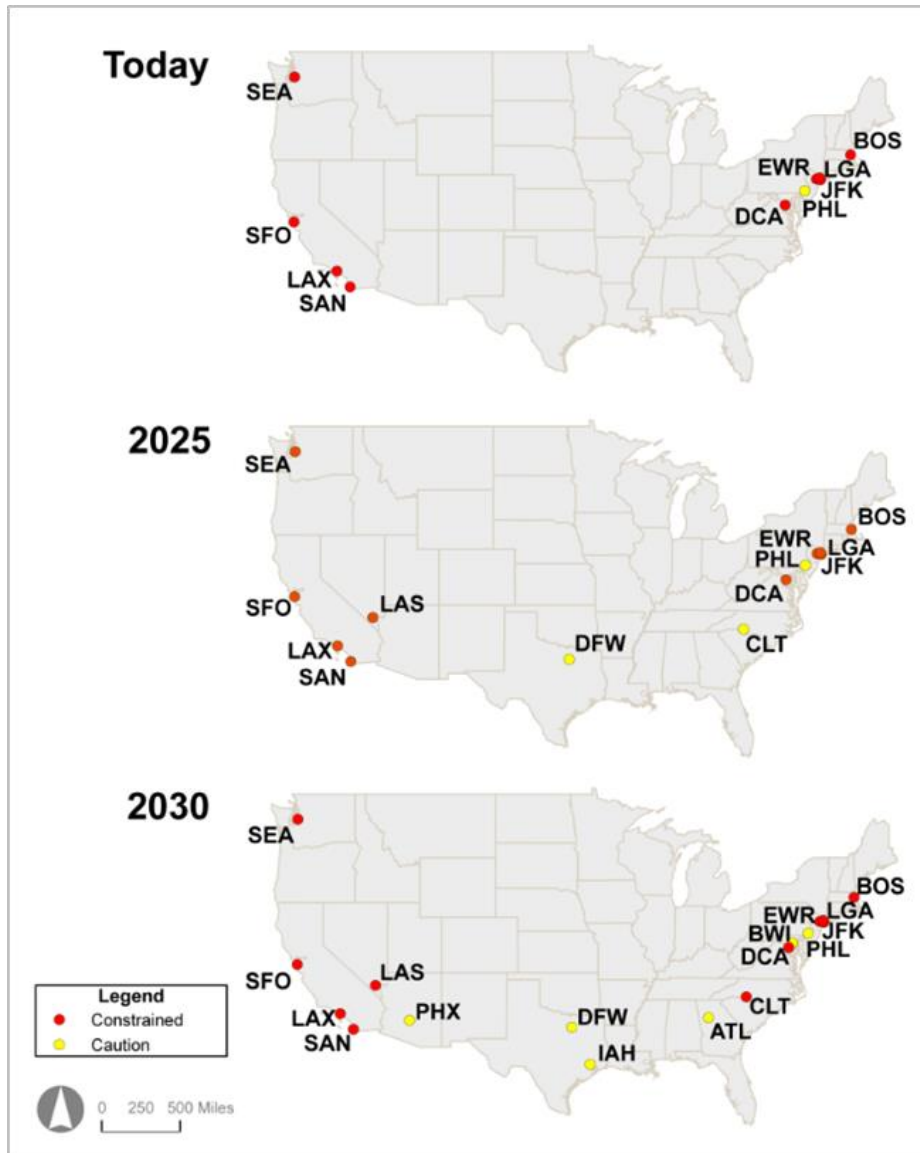 Today
SEA
BOS
EWR LGA
JFK
PHL
DCA
SFO
LAX
SAN
2025
SEA
BOS
EWR LGA
PHL JFK
DCA
SFO LAS
DFW CLT
LAX
SAN
2030
SEA
BOS
EWR LGA
BWI JFK
DCA PHL
SFO LAS
CLT
LAX PHX DFW ATL
SAN
IAH
Legend
Constrained
Caution
0 250 500 Miles